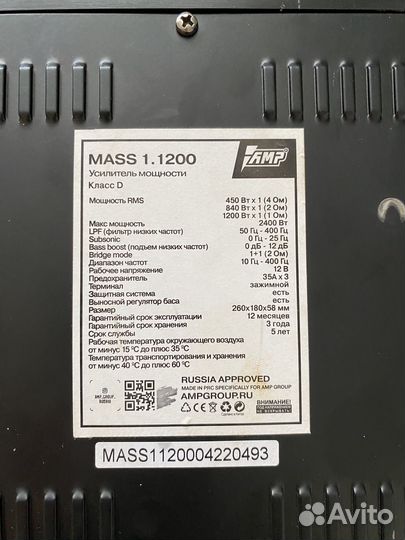 AMP
MASS 1.1200
Усилитель мощности
Класс D
Мощность RMS 450 Вт x 1 (4 Ом)
840 Вт x 1 (2 Ом)
1200 Вт x 1 (1 Ом)
Макс мощность 2400 Вт
LPF (фильтр низких частот) 50 Гц - 400 Гц
Subsonic 0 Гц - 25 Гц
Bass boost (подъем низких частот) 0 дБ - 12 дБ
Bridge mode 1+1 (2 Ом)
Диапазон частот 10 Гц - 400 Гц
Рабочее напряжение 12 В
Предохранитель 35А x 3
Терминал зажимной
Защитная система есть
Выносной регулятор баса есть
Размер 260x180x58 мм
Гарантийный срок эксплуатации 12 месяцев
Гарантийный срок хранения 3 года
Срок службы 5 лет
Рабочая температура окружающего воздуха
от минус 15°C до плюс 35°C
Температура транспортирования и хранения
от минус 40°C до плюс 60°C
AMP_GROUP_
RUSSIA
RUSSIA APPROVED
MADE IN PRC SPECIFICALLY FOR AMP GROUP
AMPGROUP.RU
MASS1120004220493
Avito